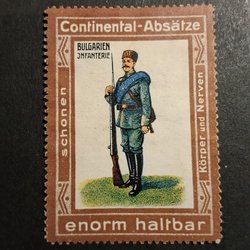 Continental-Absätze
BULGARIEN
INFANTERIE
schonen
Körper und Nerven
enorm haltbar